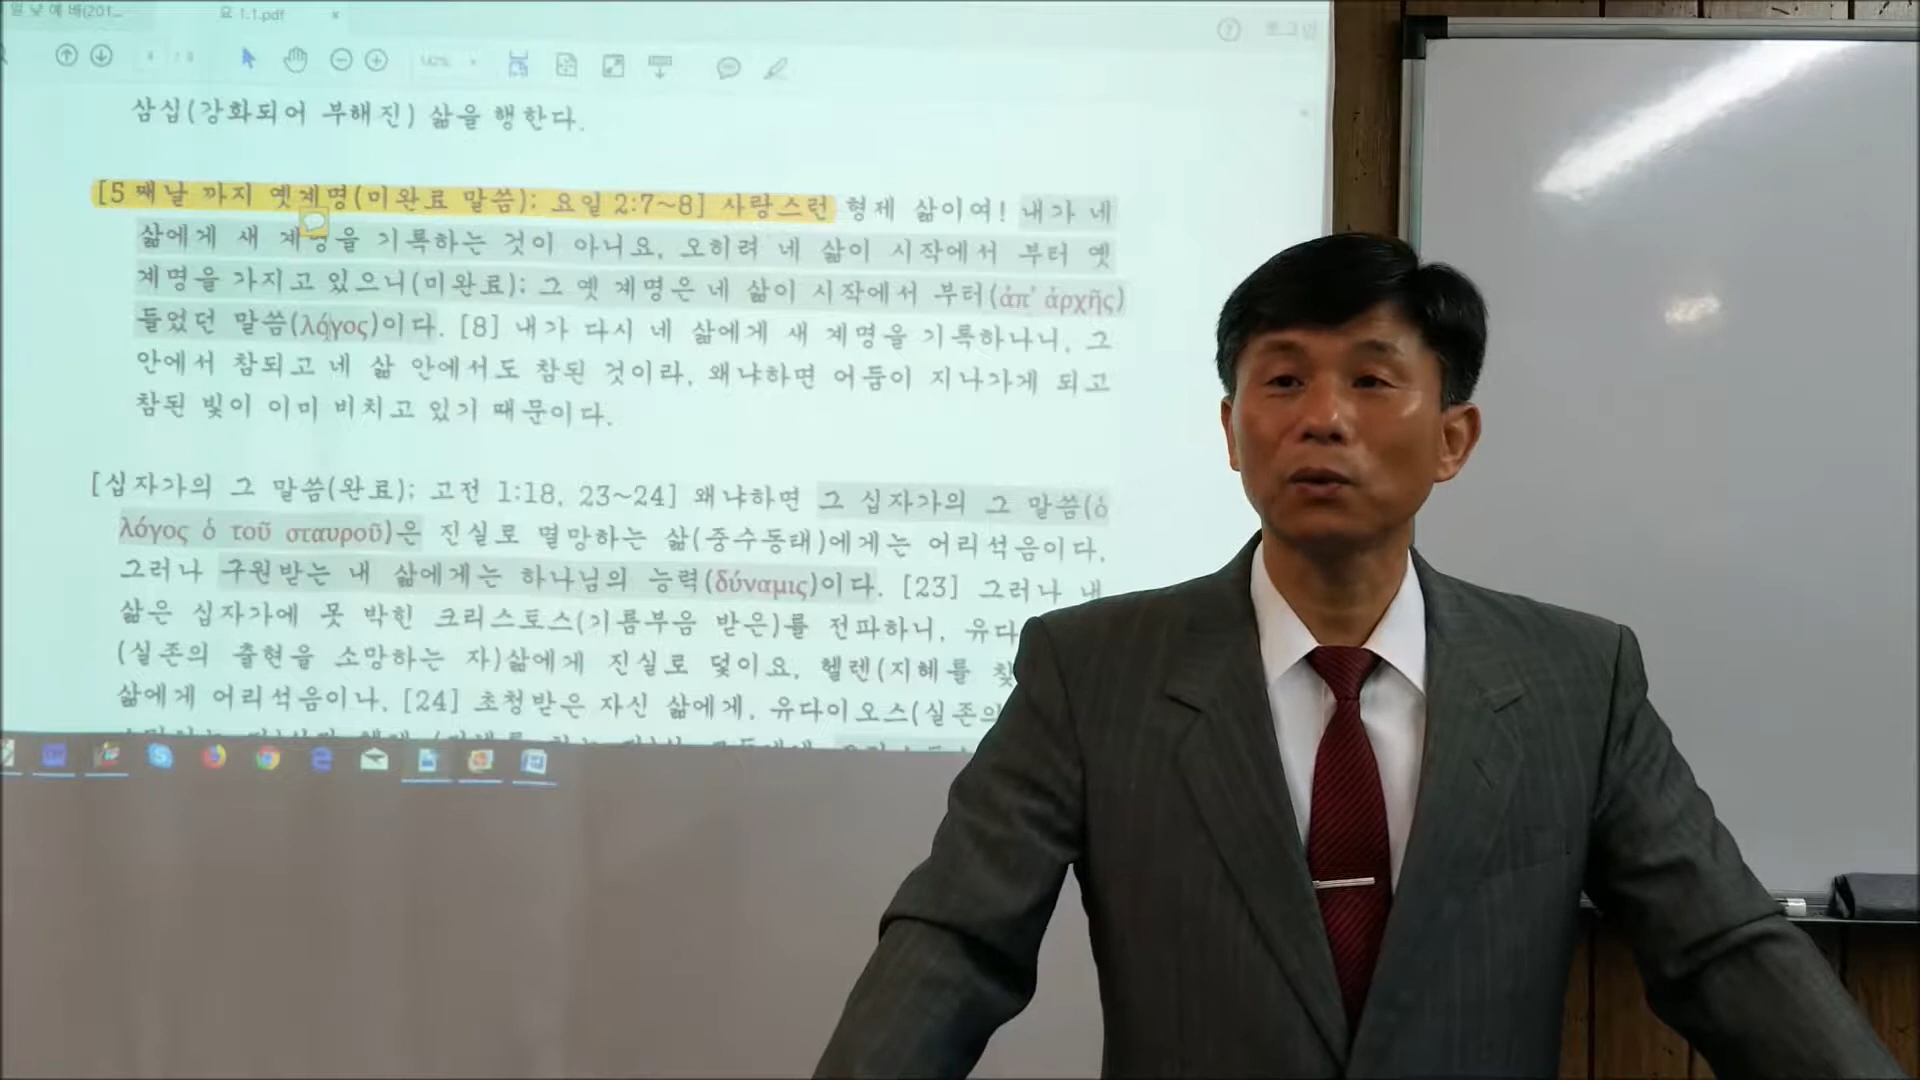 일 낮 예 배(201...
요 1.1.pdf
로그인
삼십(강화되어 부해진) 삶을 행한다.
[5 째날 까지 옛계명(미완료 말씀); 요일 2:7~8] 사랑스런 형제 삶이여! 내가 네
삶에게 새 계명을 기록하는 것이 아니요, 오히려 네 삶이 시작에서 부터 옛
계명을 가지고 있으니(미완료); 그 옛 계명은 네 삶이 시작에서 부터(ἀπ' ἀρχῆς)
들었던 말씀(λόγος)이다. [8] 내가 다시 네 삶에게 새 계명을 기록하나니, 그
안에서 참되고 네 삶 안에서도 참된 것이라, 왜냐하면 어둠이 지나가게 되고
참된 빛이 이미 비치고 있기 때문이다.
[십자가의 그 말씀(완료); 고전 1:18, 23~24] 왜냐하면 그 십자가의 그 말씀(ὁ
λόγος ὁ τοῦ σταυροῦ)은 진실로 멸망하는 삶(중수동태)에게는 어리석음이다,
그러나 구원받는 내 삶에게는 하나님의 능력(δύναμις)이다. [23] 그러나 내
삶은 십자가에 못 박힌 크리스토스(기름부음 받은)를 전파하니, 유다
(실존의 출현을 소망하는 자)삶에게 진실로 덫이요, 헬렌(지혜를 찾
삶에게 어리석음이나, [24] 초청받은 자신 삶에게, 유다이오스(실존의